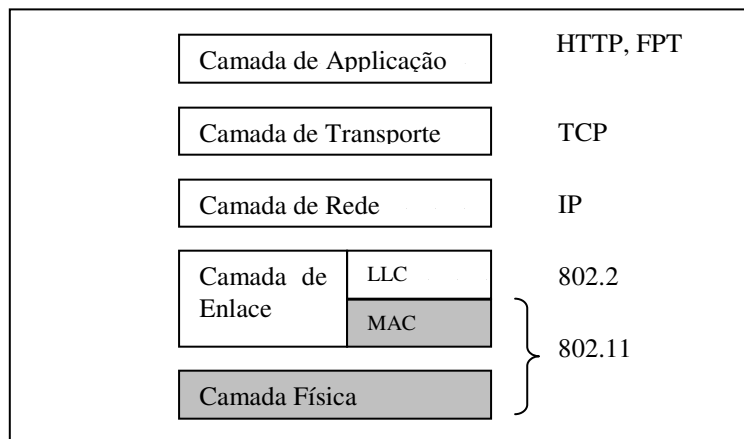 Camada de Applicação
HTTP, FPT
Camada de Transporte
TCP
Camada de Rede
IP
Camada de
Enlace
LLC
802.2
MAC
802.11
Camada Física